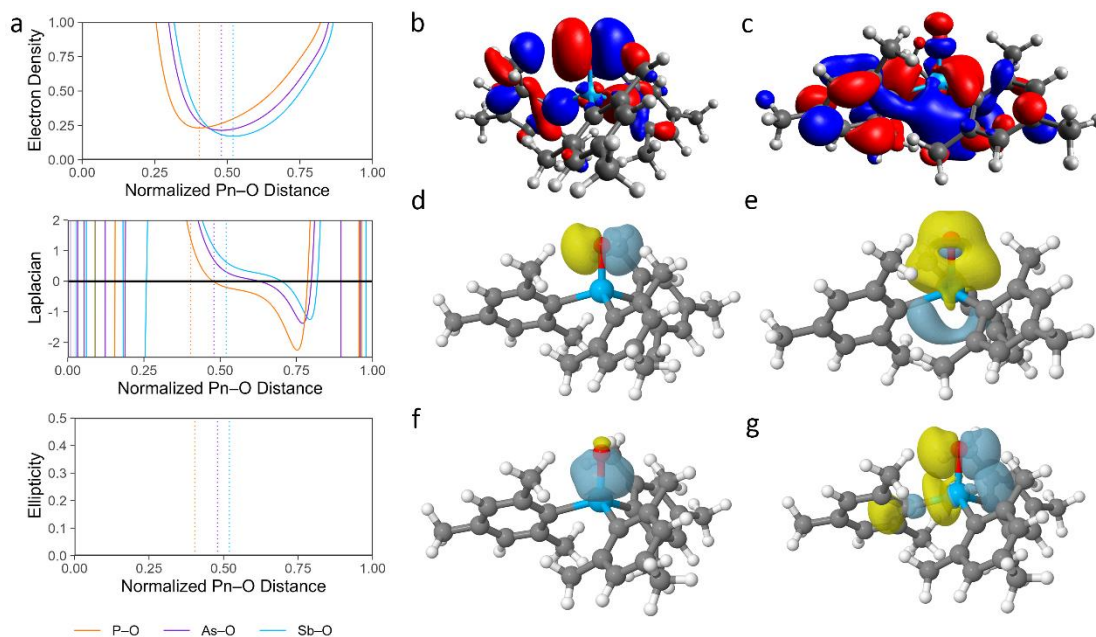 a
1.00
0.75
0.50
0.25
0.00
Electron Density
0.00 0.25 0.50 0.75 1.00
Normalized Pn–O Distance
2
1
0
-1
-2
Laplacian
0.00 0.25 0.50 0.75 1.00
Normalized Pn–O Distance
0.5
0.4
0.3
0.2
0.1
0.0
Ellipticity
0.00 0.25 0.50 0.75 1.00
Normalized Pn–O Distance
P–O As–O Sb–O
b
c
d
e
f
g